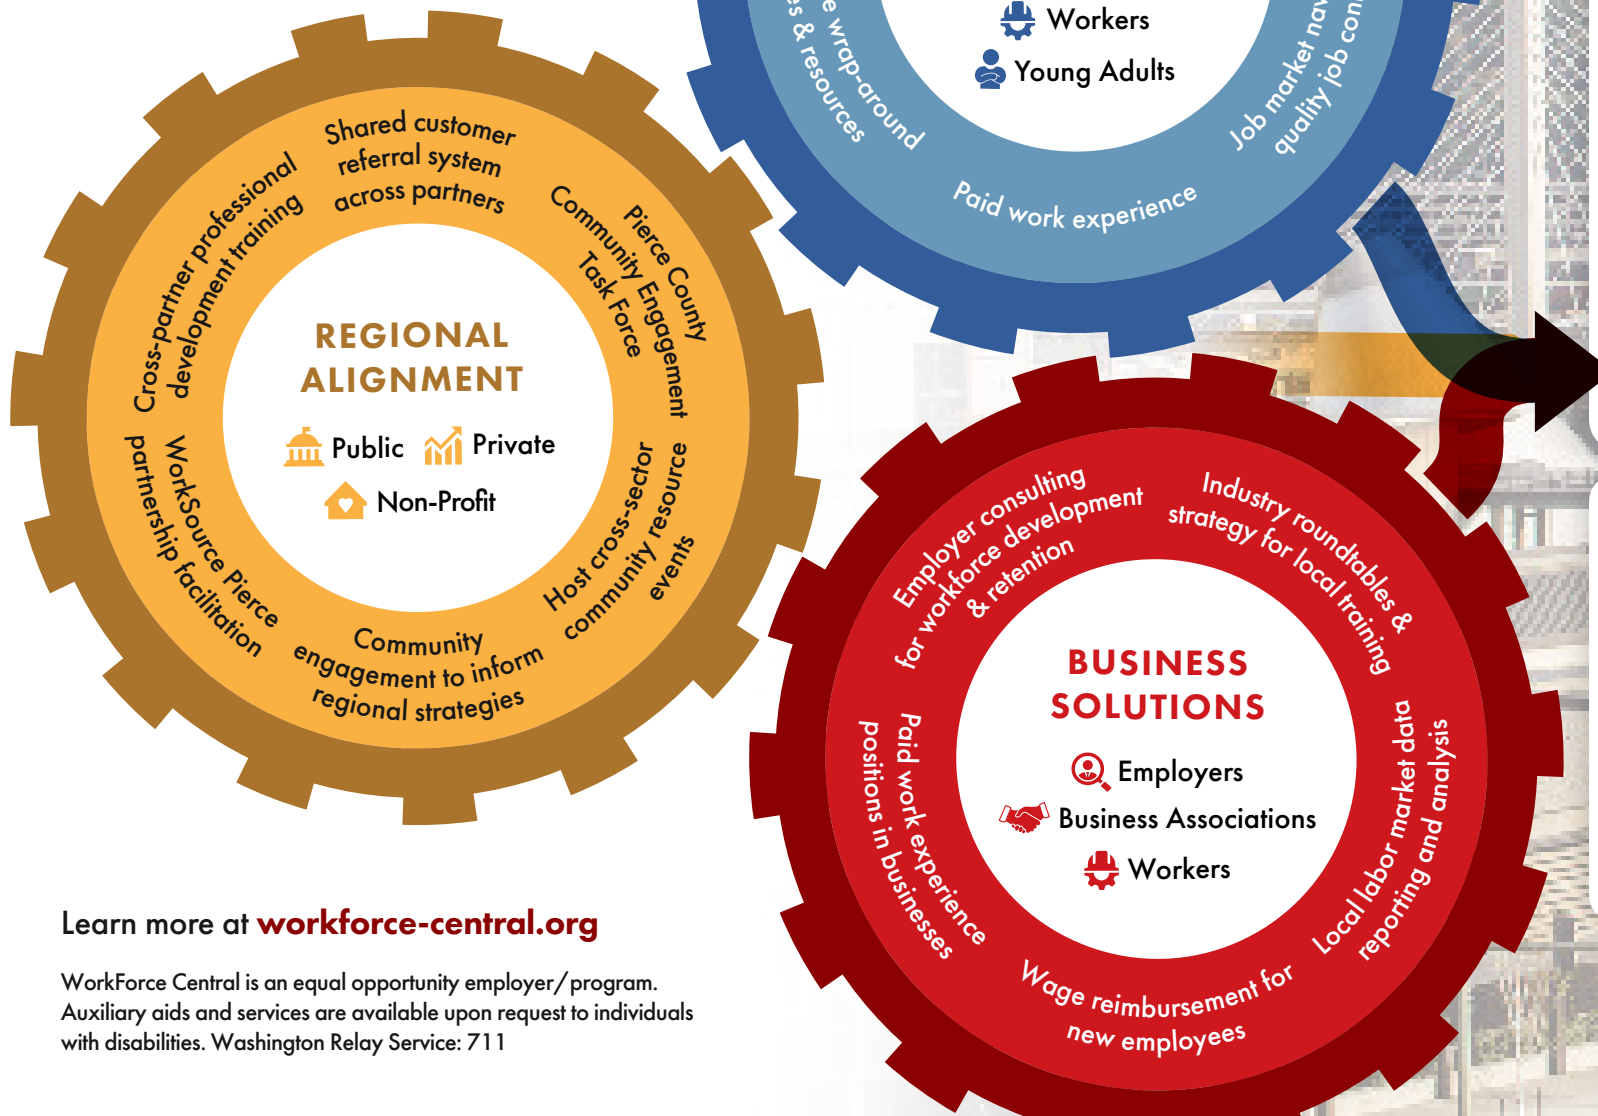 wrap-around
& resources
Workers
Young Adults
Job market
quality job
Paid work experience
Shared customer
referral system
across partners
Pierce County
Community Engagement
Task Force
Host cross-sector
community resource
events
Community
engagement to inform
regional strategies
WorkSource Pierce
partnership facilitation
Cross-partner professional
development training
REGIONAL
ALIGNMENT
Public
Private
Non-Profit
Employer consulting
for workforce development
& retention
Industry roundtables &
strategy for local training
Local labor market data
reporting and analysis
Wage reimbursement for
new employees
Paid work experience
positions in businesses
BUSINESS
SOLUTIONS
Employers
Business Associations
Workers
Learn more at workforce-central.org
WorkForce Central is an equal opportunity employer/program.
Auxiliary aids and services are available upon request to individuals
with disabilities. Washington Relay Service: 711